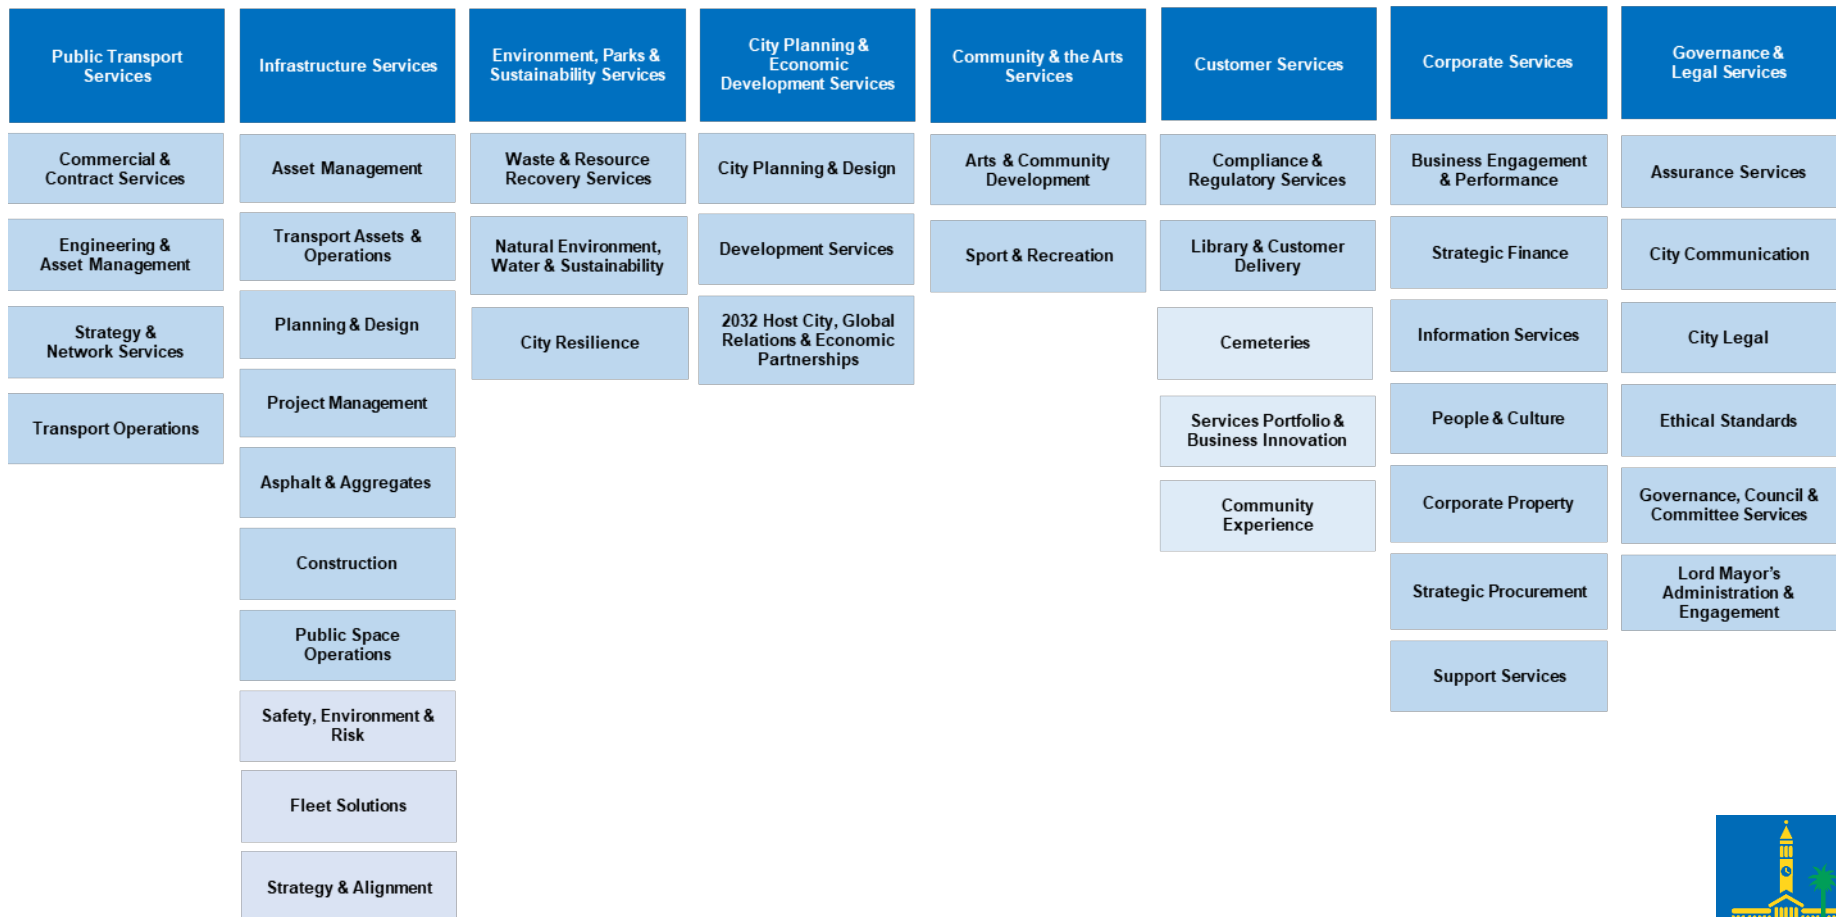 Public Transport
Services
Commercial &
Contract Services
Engineering &
Asset Management
Strategy &
Network Services
Transport Operations
Infrastructure Services
Asset Management
Transport Assets &
Operations
Planning & Design
Project Management
Asphalt & Aggregates
Construction
Public Space
Operations
Safety, Environment &
Risk
Fleet Solutions
Strategy & Alignment
Environment, Parks &
Sustainability Services
Waste & Resource
Recovery Services
Natural Environment,
Water & Sustainability
City Resilience
City Planning &
Economic
Development Services
City Planning & Design
Development Services
2032 Host City, Global
Relations & Economic
Partnerships
Community & the Arts
Services
Arts & Community
Development
Sport & Recreation
Customer Services
Compliance &
Regulatory Services
Library & Customer
Delivery
Cemeteries
Services Portfolio &
Business Innovation
Community
Experience
Corporate Services
Business Engagement
& Performance
Strategic Finance
Information Services
People & Culture
Corporate Property
Strategic Procurement
Support Services
Governance &
Legal Services
Assurance Services
City Communication
City Legal
Ethical Standards
Governance, Council &
Committee Services
Lord Mayor's
Administration &
Engagement